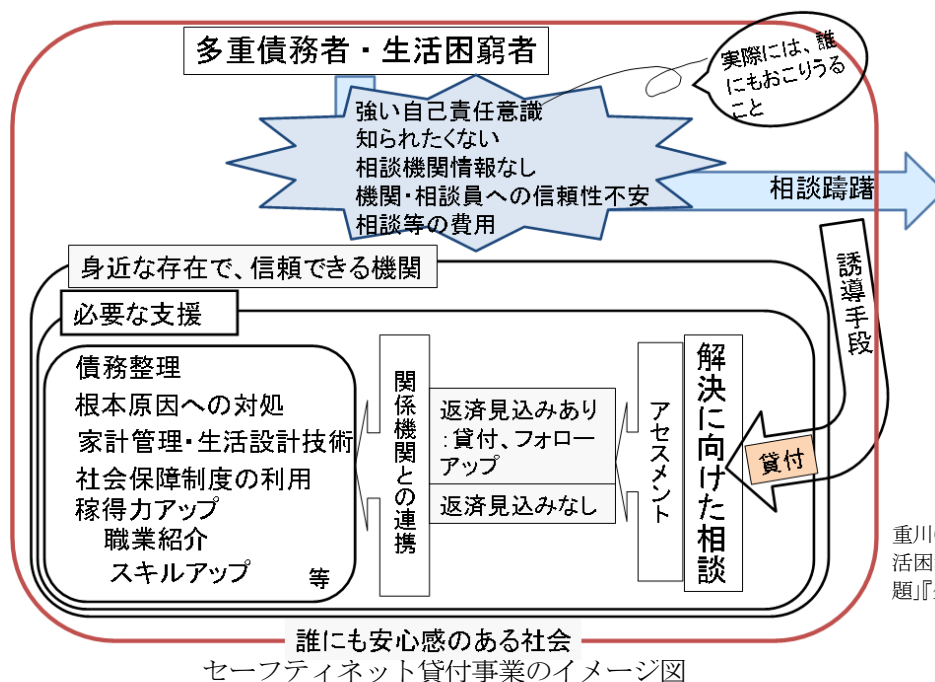 多重債務者・生活困窮者
実際には、誰
にもおこりうる
こと
強い自己責任意識
知られたくない
相談機関情報なし
機関・相談員への信頼性不安
相談等の費用
相談躊躇
誘導手段
貸付
身近な存在で、信頼できる機関
必要な支援
解決に向けた相談
アセスメント
返済見込みあり
:貸付、フォロー
アップ
返済見込みなし
関係機関との連携
債務整理
根本原因への対処
家計管理・生活設計技術
社会保障制度の利用
稼得力アップ
職業紹介
スキルアップ
等
重川
活困
題」『
誰にも安心感のある社会
セーフティネット貸付事業のイメージ図